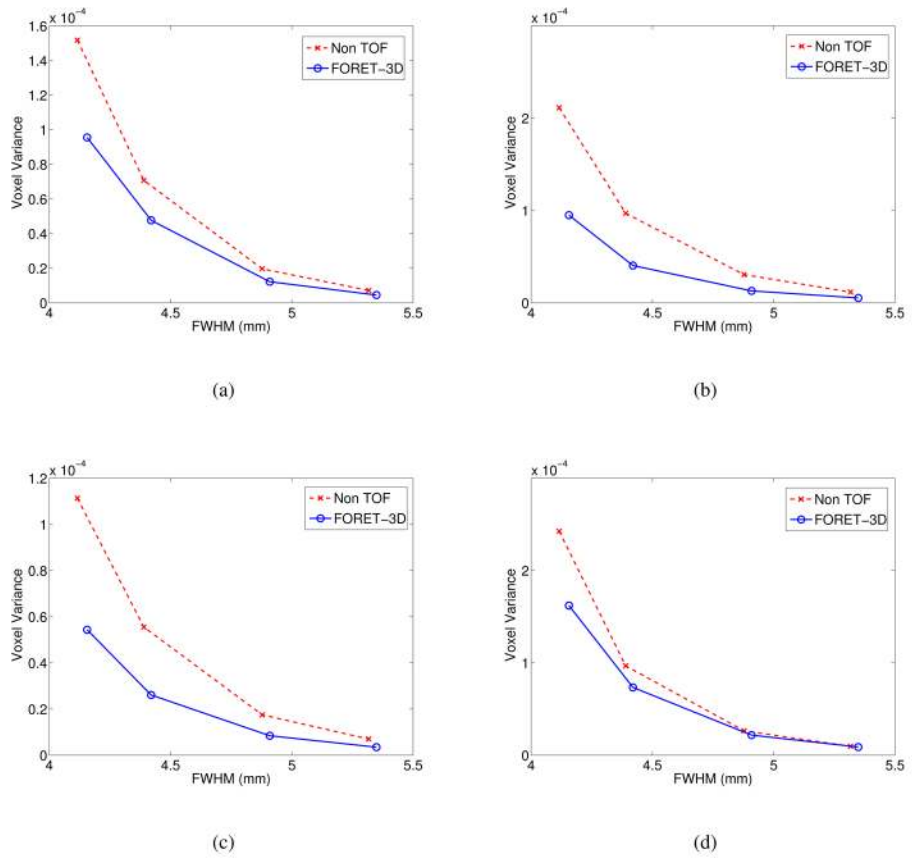 x 10⁻⁴
1.6
1.4
1.2
1
0.8
0.6
0.4
0.2
0
Voxel Variance
4
4.5
5
5.5
FWHM (mm)
Non TOF
FORET−3D
(a)
x 10⁻⁴
2
1
0
Voxel Variance
4
4.5
5
5.5
FWHM (mm)
Non TOF
FORET−3D
(b)
x 10⁻⁴
1.2
1
0.8
0.6
0.4
0.2
0
Voxel Variance
4
4.5
5
5.5
FWHM (mm)
Non TOF
FORET−3D
(c)
x 10⁻⁴
2
1
0
Voxel Variance
4
4.5
5
5.5
FWHM (mm)
Non TOF
FORET−3D
(d)